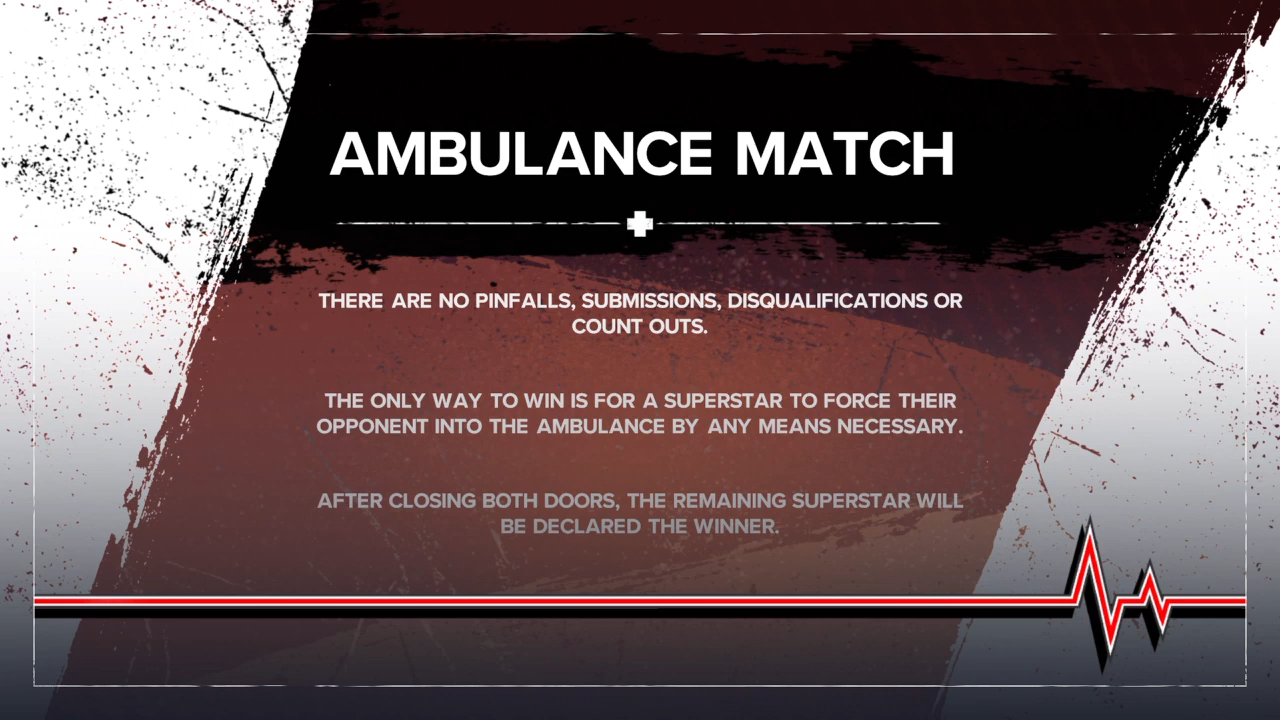 AMBULANCE MATCH
THERE ARE NO PINFALLS, SUBMISSIONS, DISQUALIFICATIONS OR
COUNT OUTS.
THE ONLY WAY TO WIN IS FOR A SUPERSTAR TO FORCE THEIR
OPPONENT INTO THE AMBULANCE BY ANY MEANS NECESSARY.
AFTER CLOSING BOTH DOORS, THE REMAINING SUPERSTAR WILL
BE DECLARED THE WINNER.